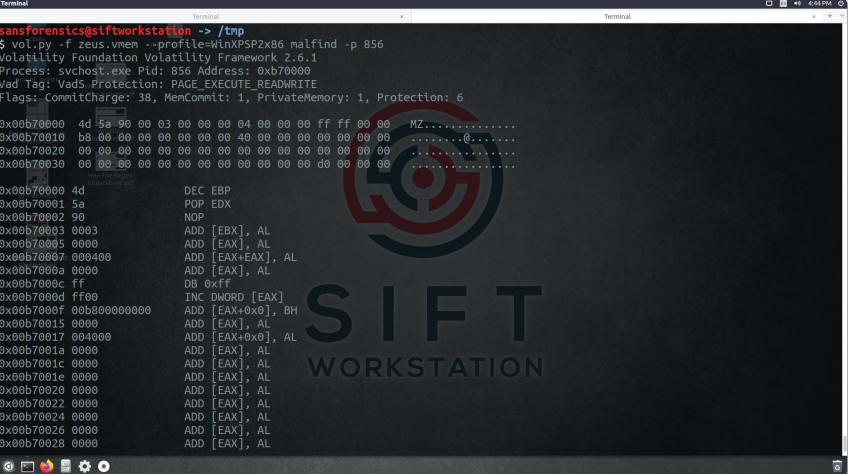 Terminal
4:44 PM
Terminal
Terminal
sansforensics@siftworkstation -> /tmp
$ vol.py -f zeus.vmem --profile=WinXPSP2x86 malfind -p 856
Volatility Foundation Volatility Framework 2.6.1
Process: svchost.exe Pid: 856 Address: 0xb70000
Vad Tag: VadS Protection: PAGE_EXECUTE_READWRITE
Flags: CommitCharge: 38, MemCommit: 1, PrivateMemory: 1, Protection: 6
0x00b70000  4d 5a 90 00 03 00 00 00 04 00 00 00 ff ff 00 00   MZ..............
0x00b70010  b8 00 00 00 00 00 00 00 40 00 00 00 00 00 00 00   ........@.......
0x00b70020  00 00 00 00 00 00 00 00 00 00 00 00 00 00 00 00   ................
0x00b70030  00 00 00 00 00 00 00 00 00 00 00 00 d0 00 00 00   ................
0x00b70000 4d               DEC EBP
0x00b70001 5a               POP EDX
0x00b70002 90               NOP
0x00b70003 0003             ADD [EBX], AL
0x00b70005 0000             ADD [EAX], AL
0x00b70007 000400           ADD [EAX+EAX], AL
0x00b7000a 0000             ADD [EAX], AL
0x00b7000c ff               DB 0xff
0x00b7000d ff00             INC DWORD [EAX]
0x00b7000f 00b800000000     ADD [EAX+0x0], BH
0x00b70015 0000             ADD [EAX], AL
0x00b70017 004000           ADD [EAX+0x0], AL
0x00b7001a 0000             ADD [EAX], AL
0x00b7001c 0000             ADD [EAX], AL
0x00b7001e 0000             ADD [EAX], AL
0x00b70020 0000             ADD [EAX], AL
0x00b70022 0000             ADD [EAX], AL
0x00b70024 0000             ADD [EAX], AL
0x00b70026 0000             ADD [EAX], AL
0x00b70028 0000             ADD [EAX], AL
SIFT
WORKSTATION